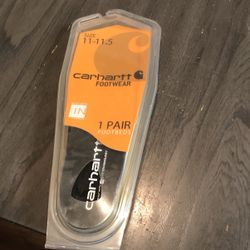 SIZE
11-11.5
carhartt
FOOTWEAR
IN
1 PAIR
FOOTBEDS
carhartt